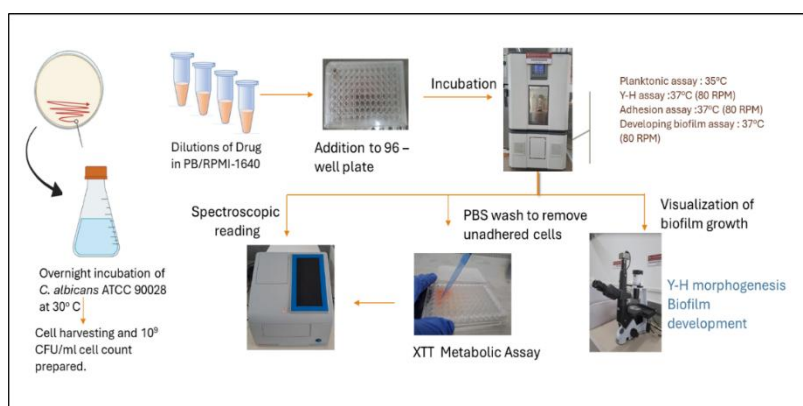 Dilutions of Drug
in PB/RPMI-1640
Addition to 96 –
well plate
Incubation
Planktonic assay : 35°C
Y-H assay :37°C (80 RPM)
Adhesion assay : 37°C (80 RPM)
Developing biofilm assay : 37°C
(80 RPM)
Overnight incubation of
C. albicans ATCC 90028
at 30° C
Cell harvesting and 10⁹
CFU/ml cell count
prepared.
Spectroscopic
reading
PBS wash to remove
unadhered cells
XTT Metabolic Assay
Visualization of
biofilm growth
Y-H morphogenesis
Biofilm
development